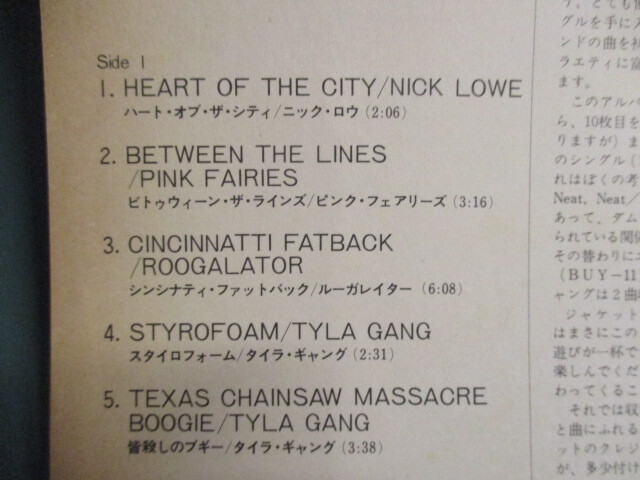 Side 1
1. HEART OF THE CITY/NICK LOWE
ハート・オブ・ザ・シティ/ニック・ロウ (2:06)
2. BETWEEN THE LINES
/PINK FAIRIES
ビトゥウィーン・ザ・ラインズ/ピンク・フェアリーズ (3:16)
3. CINCINNATTI FATBACK
/ROOGALATOR
シンシナティ・ファットバック/ルーガレイター (6:08)
4. STYROFOAM/TYLA GANG
スタイロフォーム/タイラ・ギャング (2:31)
5. TEXAS CHAINSAW MASSACRE
BOOGIE/TYLA GANG
皆殺しのブギー/タイラ・ギャング (3:38)
グルを手に入
ンドの曲を
ラエティに富
ます。
このアルバ
ら、10枚目を
りますが) ま
のシングル (
れはぼくの考
Neat, Neat/
あって、ダム
られている関係
その替わりに
(BUY-11
ャングは2曲
ジャケット
はまさにこの
遊びが一杯で
楽しんでくだ
わってくるこ
それでは収
と曲にふれる
ットのクレジ
が、多少付け